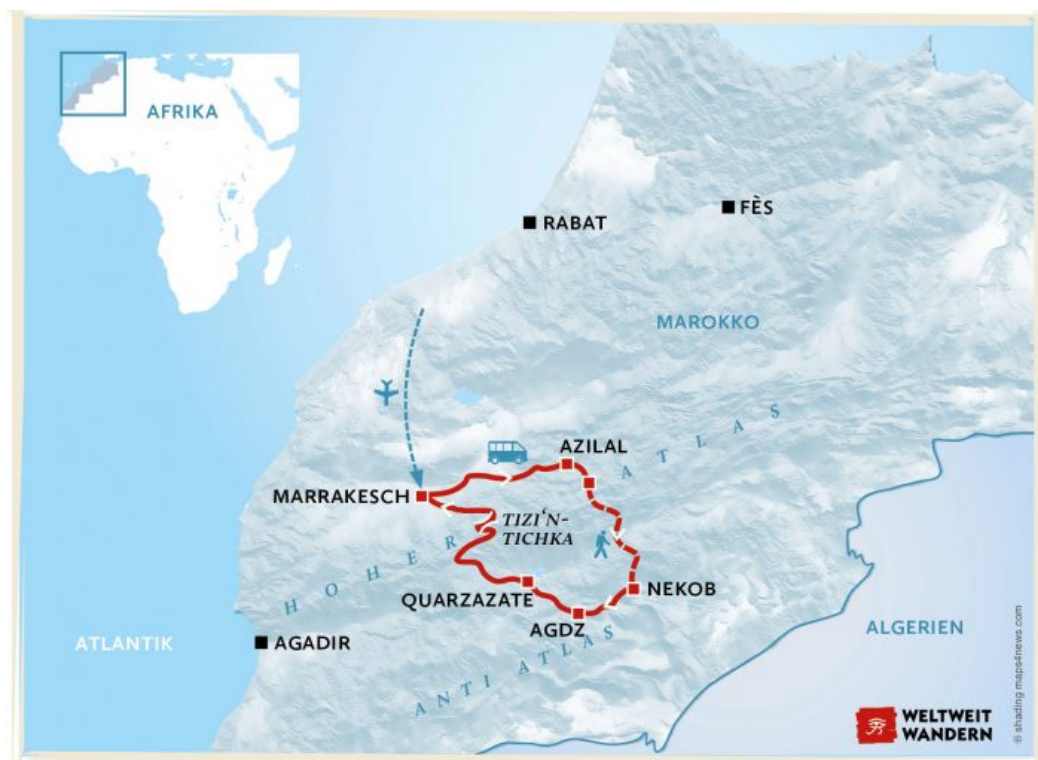 AFRIKA
RABAT
FÈS
MAROKKO
AZILAL
MARRAKESCH
TIZI‘N-
TICHKA
HOHER ATLAS
QUARZAZATE
NEKOB
AGDZ
ANTI ATLAS
ATLANTIK
AGADIR
ALGERIEN
WELTWEIT
WANDERN
® shading maps4news.com